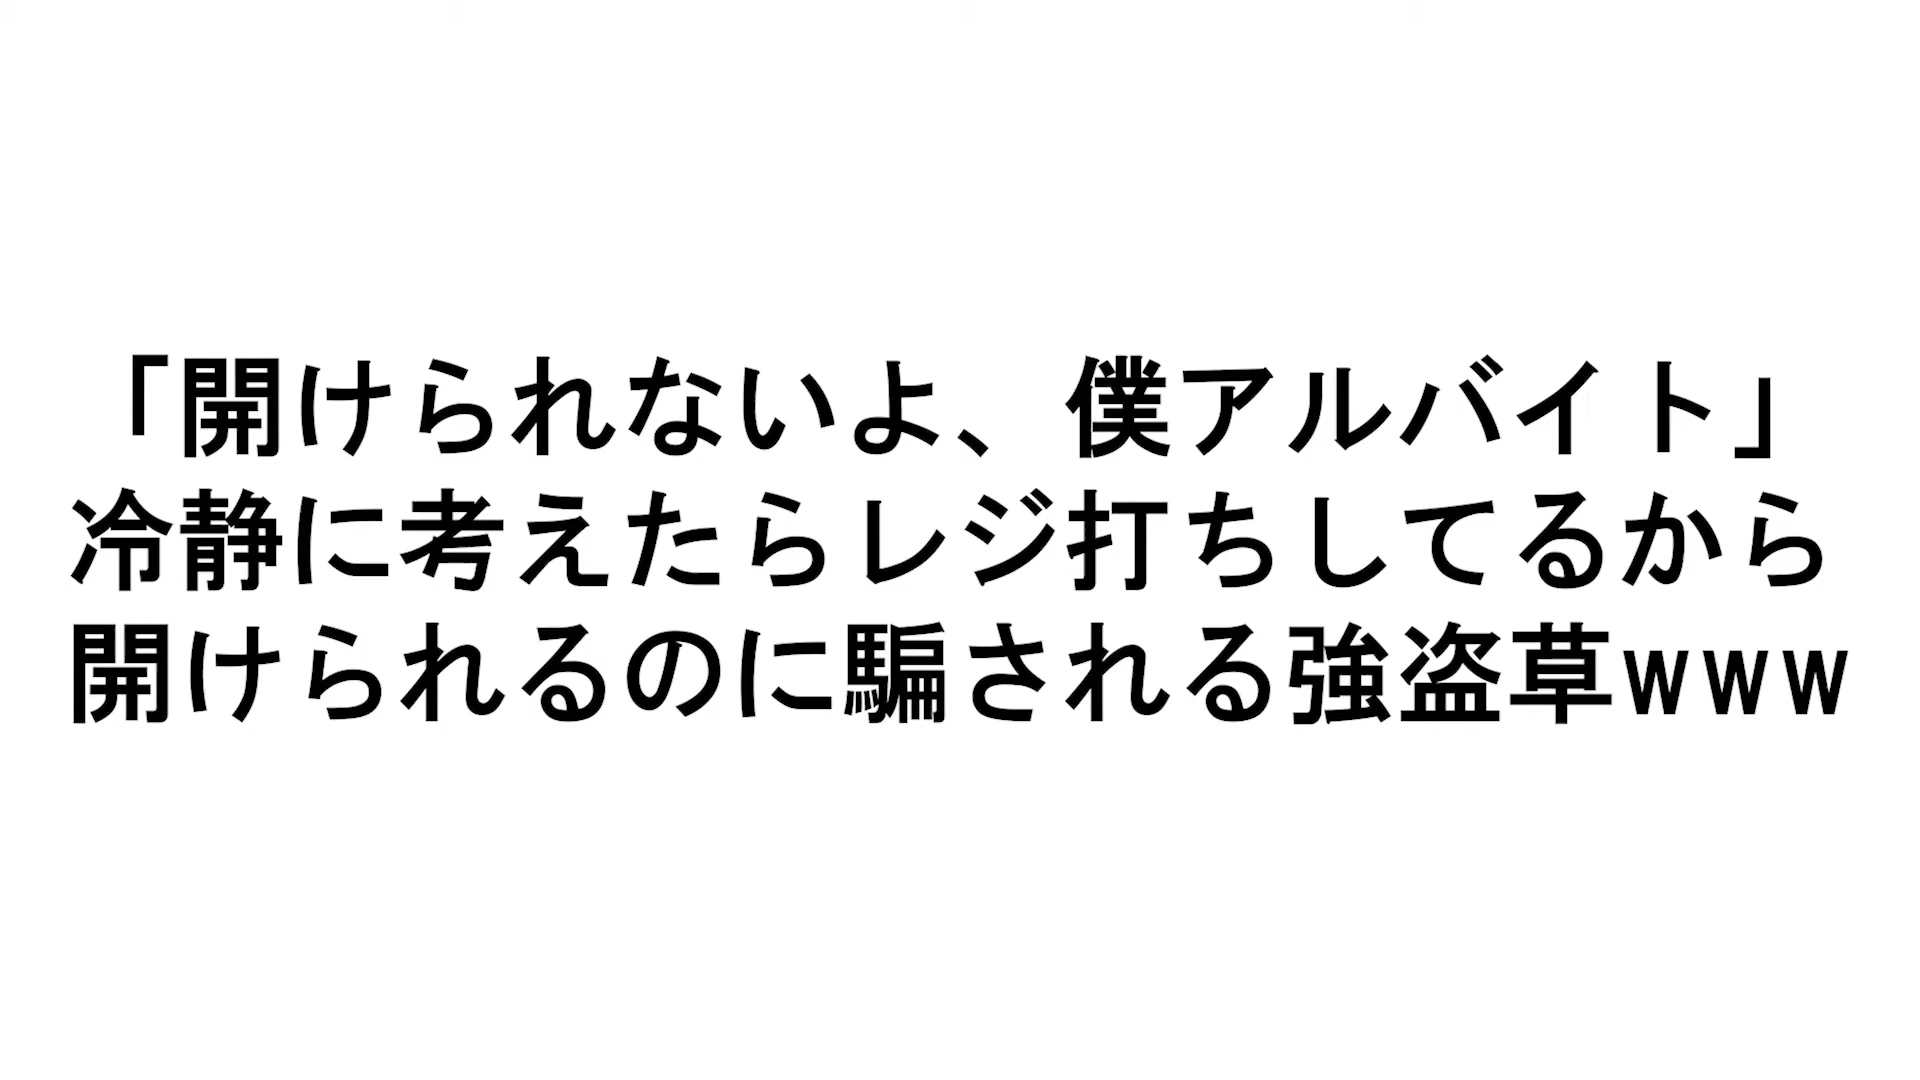 「開けられないよ、僕アルバイト」
冷静に考えたらレジ打ちしてるから
開けられるのに騙される強盗草www